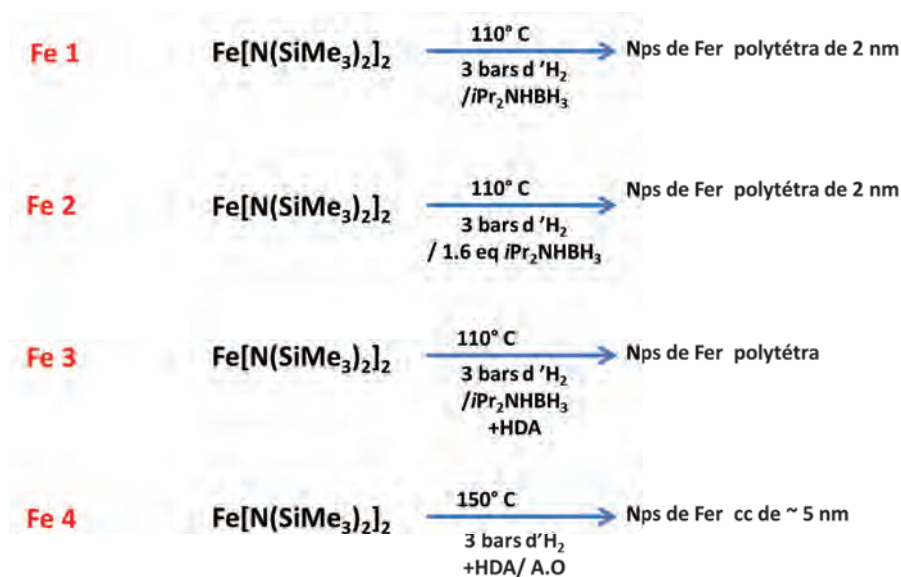 Fe 1 Fe[N(SiMe₃)₂]₂ 110° C Nps de Fer polytétra de 2 nm
3 bars d'H₂
/iPr₂NHBH₃
Fe 2 Fe[N(SiMe₃)₂]₂ 110° C Nps de Fer polytétra de 2 nm
3 bars d'H₂
/ 1.6 eq iPr₂NHBH₃
Fe 3 Fe[N(SiMe₃)₂]₂ 110° C Nps de Fer polytétra
3 bars d'H₂
/iPr₂NHBH₃
+HDA
Fe 4 Fe[N(SiMe₃)₂]₂ 150° C Nps de Fer cc de ~ 5 nm
3 bars d'H₂
+HDA/ A.O